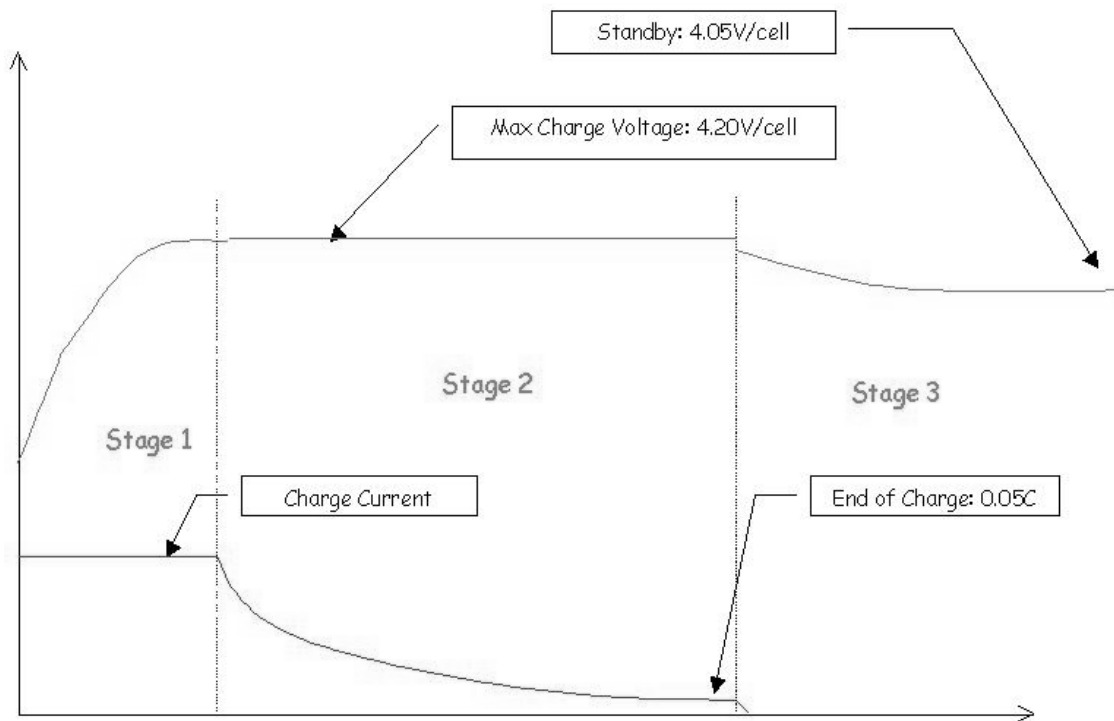 Standby: 4.05V/cell
Max Charge Voltage: 4.20V/cell
Stage 2
Stage 3
Stage 1
Charge Current
End of Charge: 0.05C